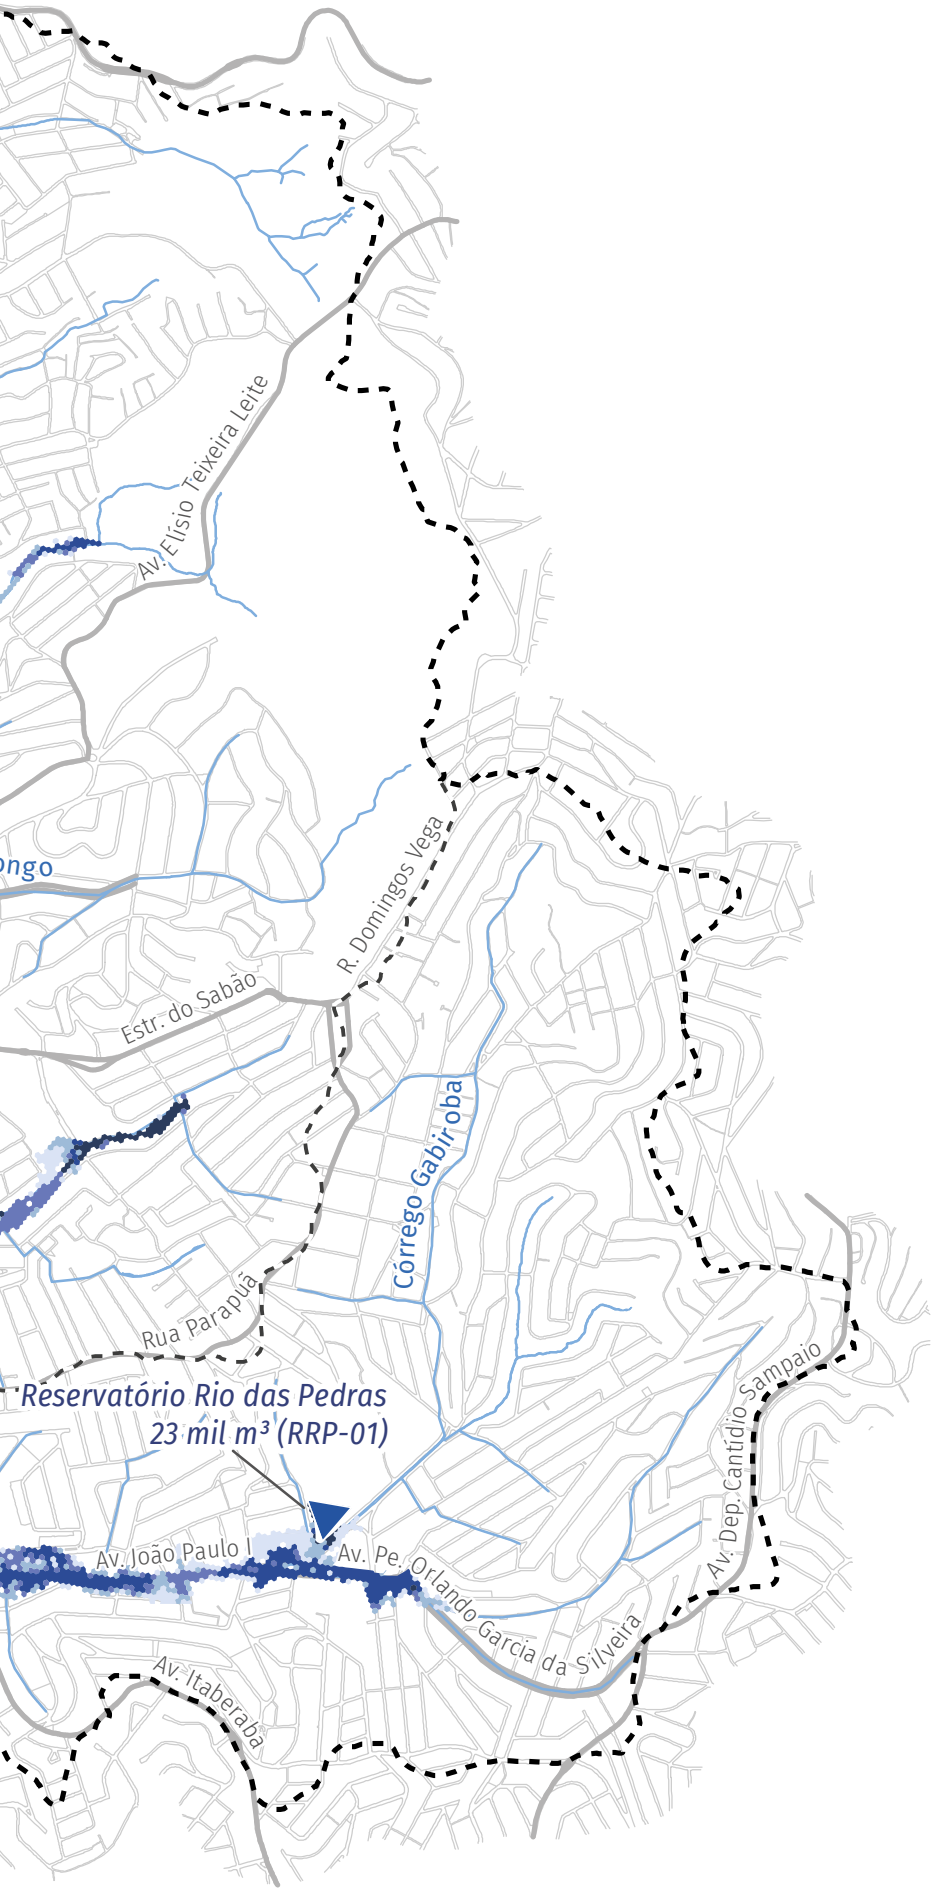 Av. Elísio Teixeira Leite
ongo
R. Domingos Vega
Estr. do Sabão
Córrego Gabiroba
Rua Parapuã
Reservatório Rio das Pedras
23 mil m³ (RRP-01)
Av. Dep. Cantídio Sampaio
Av. João Paulo I
Av. Pe. Orlando Garcia da Silveira
Av. Itaberaba